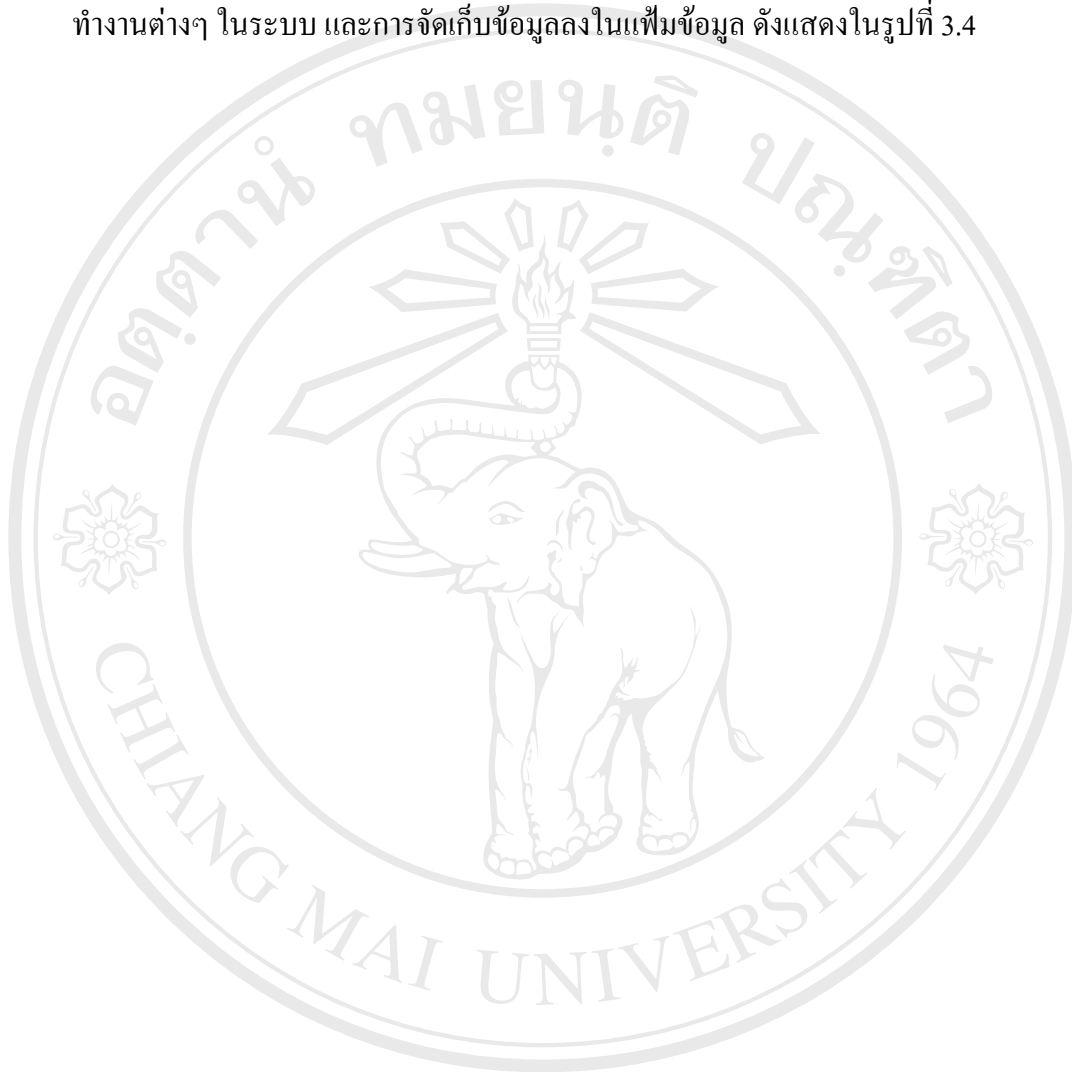 ทำงานต่างๆ ในระบบ และการจัดเก็บข้อมูลลงในแฟ้มข้อมูล ดังแสดงในรูปที่ 3.4
อตฺตานํ ทมยนฺติ ปณฺฑิตา
CHIANG MAI UNIVERSITY 1964